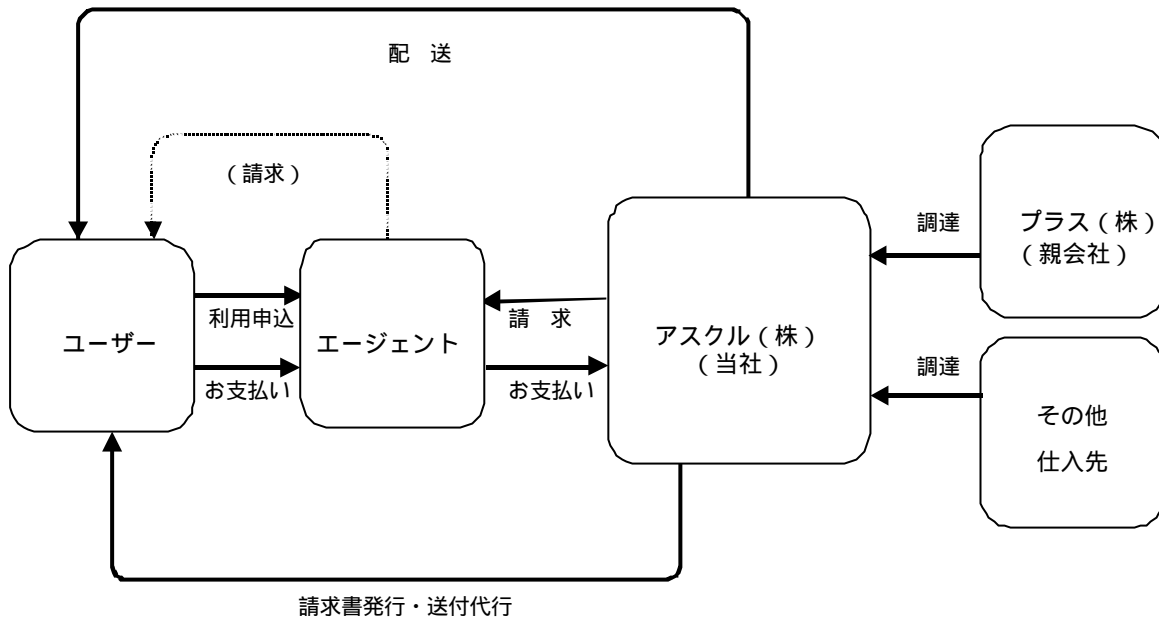 配 送
（請求）
調達
プラス（株）
（親会社）
利用申込
請 求
ユーザー
エージェント
アスクル（株）
（当社）
お支払い
お支払い
調達
その他
仕入先
請求書発行・送付代行